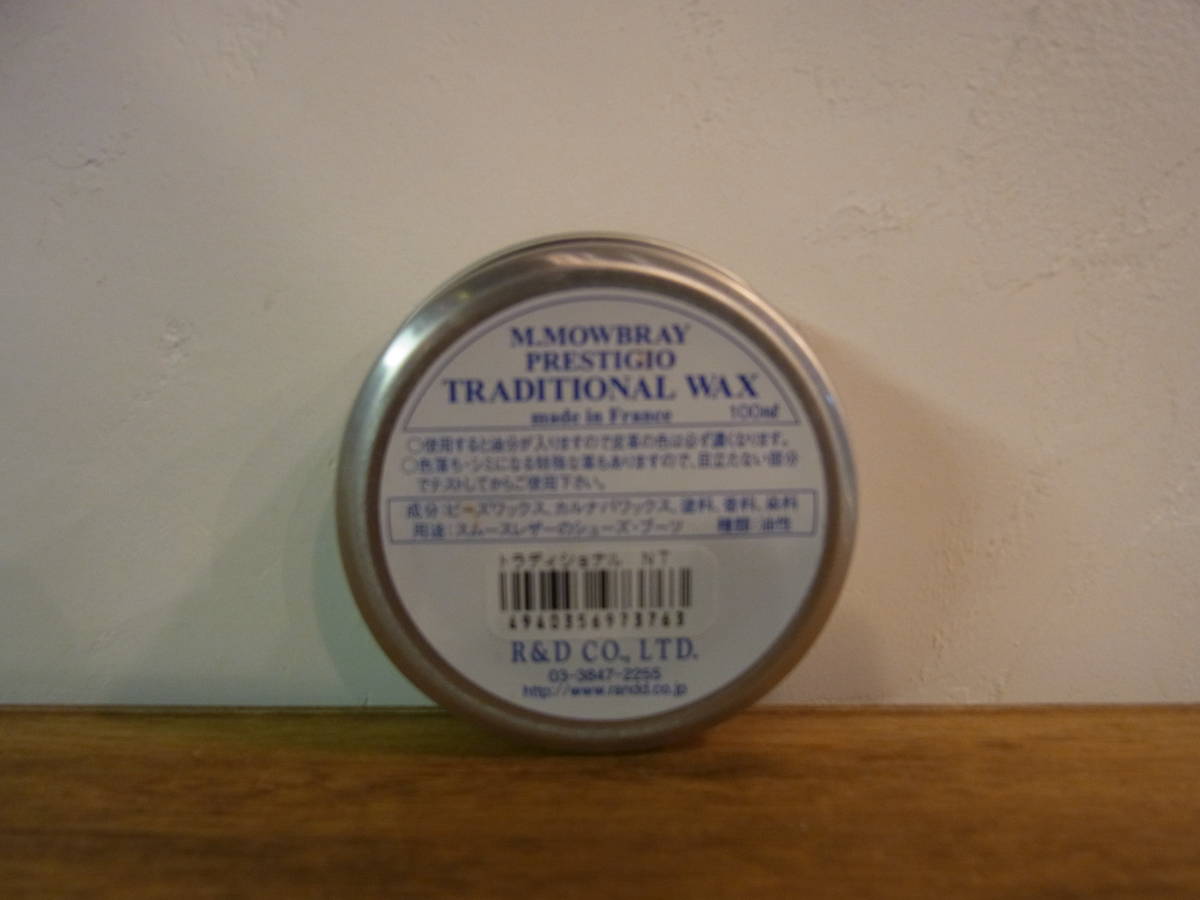 M.MOWBRAY
PRESTIGIO
TRADITIONAL WAX
made in France 100ml
○使用すると油分が入りますので皮革の色は必ず濃くなります。
○色落ち・シミになる特殊な革もありますので、目立たない部分
でテストしてからご使用下さい。
成分:ビーズワックス、カルナバワックス、塗料、香料、染料
用途:スムースレザーのシューズ・ブーツ 種類:油性
トラディショナル NT
4940356973763
R&D CO., LTD.
03-3847-2255
http://www.randd.co.jp